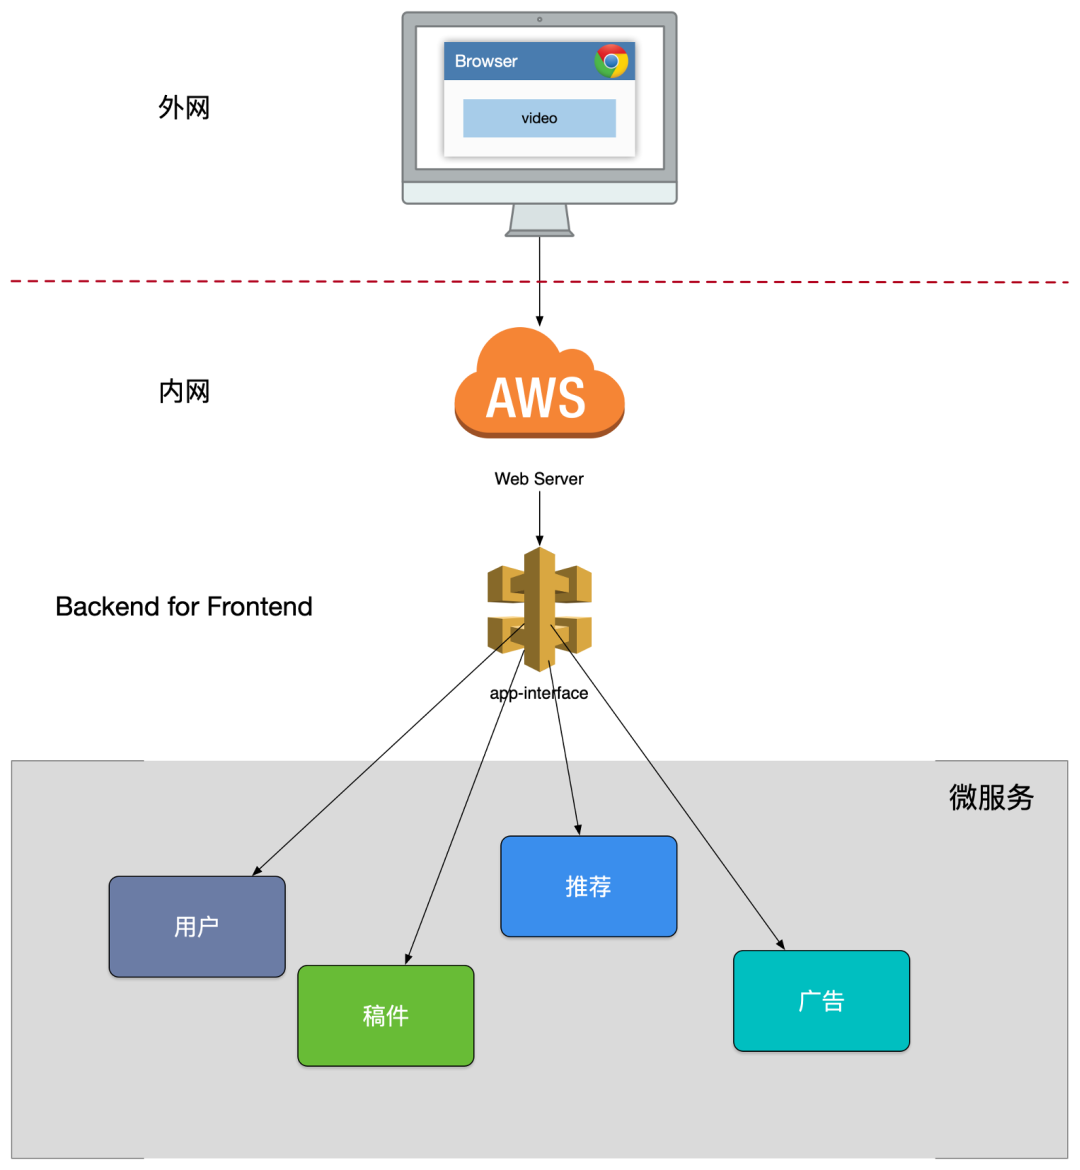 Browser
外网
video
内网
AWS
Web Server
Backend for Frontend
app-interface
微服务
推荐
用户
广告
稿件